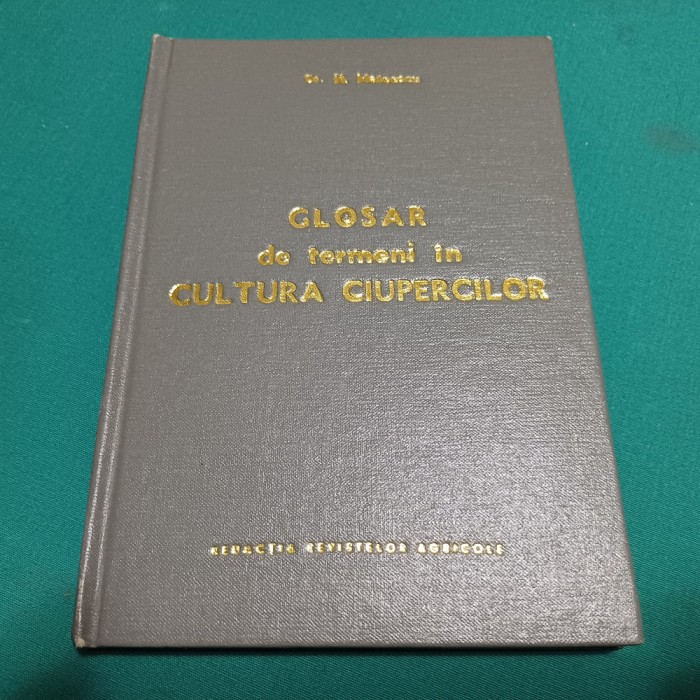 GLOSAR
de termeni în
CULTURA CIUPERCILOR
REDACȚIA REVISTELOR AGRICOLE